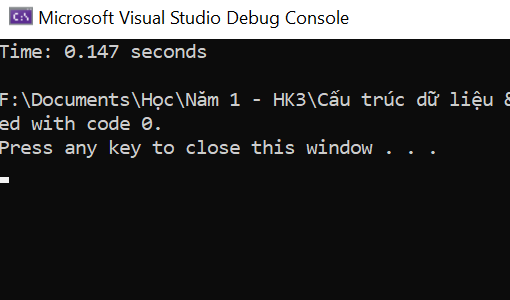 Microsoft Visual Studio Debug Console
Time: 0.147 seconds
F:\Documents\Học\Năm 1 - HK3\Cấu trúc dữ liệu &
ed with code 0.
Press any key to close this window . . .